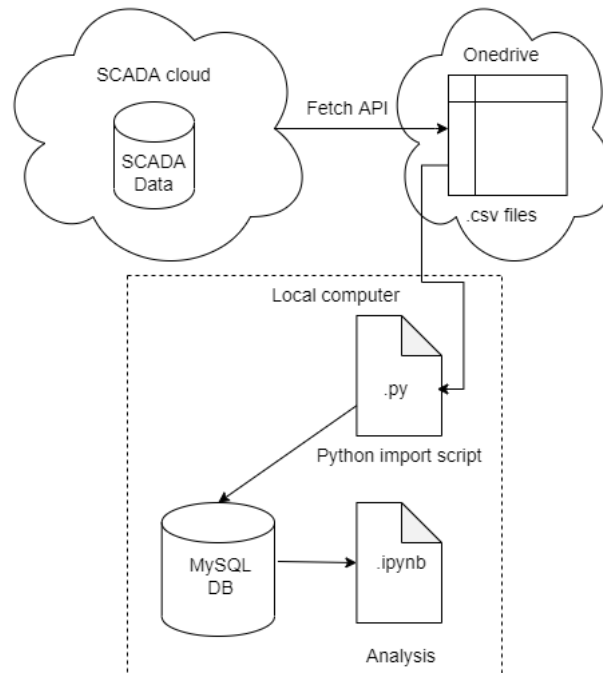 SCADA cloud
SCADA
Data
Fetch API
Onedrive
.csv files
Local computer
.py
Python import script
MySQL
DB
.ipynb
Analysis